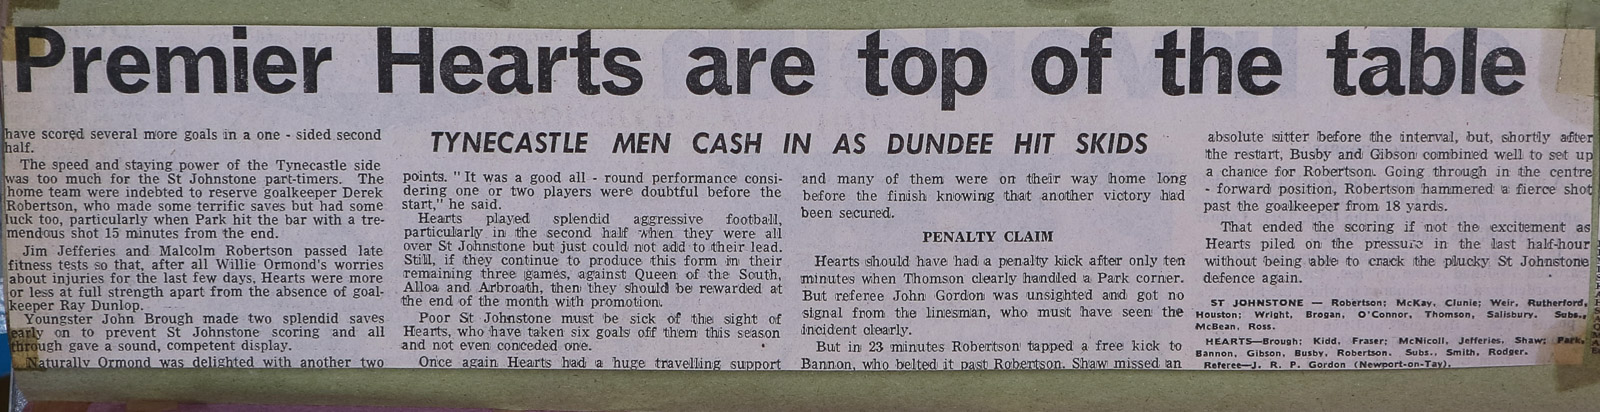 Premier Hearts are top of the table
TYNECASTLE MEN CASH IN AS DUNDEE HIT SKIDS
have scored several more goals in a one - sided second
half.
The speed and staying power of the Tynecastle side
was too much for the St Johnstone part-timers. The
home team were indebted to reserve goalkeeper Derek
Robertson, who made some terrific saves but had some
luck too, particularly when Park hit the bar with a tre-
mendous shot 15 minutes from the end.
Jim Jefferies and Malcolm Robertson passed late
fitness tests so that, after all Willie Ormond's worries
about injuries for the last few days, Hearts were more
or less at full strength apart from the absence of goal-
keeper Ray Dunlop.
Youngster John Brough made two splendid saves
early on to prevent St Johnstone scoring and all
through gave a sound, competent display.
Naturally Ormond was delighted with another two
points. "It was a good all - round performance consi-
dering one or two players were doubtful before the
start," he said.
Hearts played splendid aggressive football,
particularly in the second half when they were all
over St Johnstone but just could not add to their lead.
Still, if they continue to produce this form in their
remaining three games, against Queen of the South,
Alloa and Arbroath, then they should be rewarded at
the end of the month with promotion.
Poor St Johnstone must be sick of the sight of
Hearts, who have taken six goals off them this season
and not even conceded one.
Once again Hearts had a huge travelling support
and many of them were on their way home long
before the finish knowing that another victory had
been secured.
PENALTY CLAIM
Hearts should have had a penalty kick after only ten
minutes when Thomson clearly handled a Park corner.
But referee John Gordon was unsighted and got no
signal from the linesman, who must have seen the
incident clearly.
But in 23 minutes Robertson tapped a free kick to
Bannon, who belted it past Robertson. Shaw missed an
absolute sitter before the interval, but, shortly after
the restart, Busby and Gibson combined well to set up
a chance for Robertson. Going through in the centre
- forward position, Robertson hammered a fierce shot
past the goalkeeper from 18 yards.
That ended the scoring if not the excitement as
Hearts piled on the pressure in the last half-hour
without being able to crack the plucky St Johnstone
defence again.
ST JOHNSTONE — Robertson; McKay, Clunie; Weir, Rutherford,
Houston; Wright, Brogan, O'Connor, Thomson, Salisbury. Subs.,
McBean, Ross.
HEARTS—Brough; Kidd, Fraser; McNicoll, Jefferies, Shaw; Park,
Bannon, Gibson, Busby, Robertson. Subs., Smith, Rodger.
Referee—J. R. P. Gordon (Newport-on-Tay).